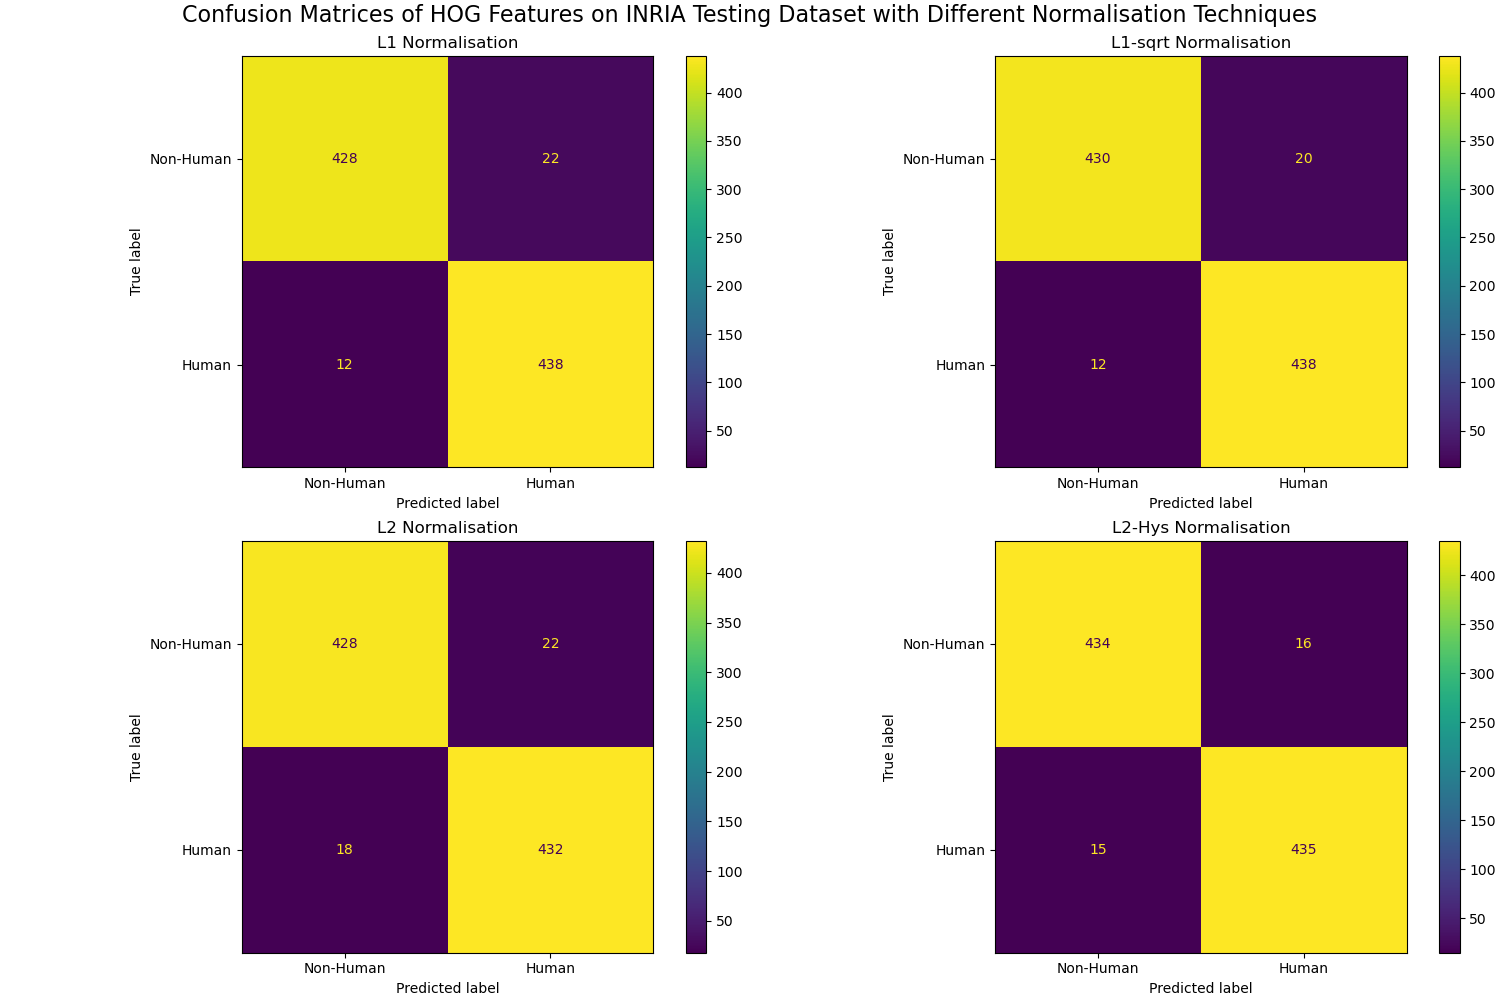 Confusion Matrices of HOG Features on INRIA Testing Dataset with Different Normalisation Techniques
L1 Normalisation
Non-Human
Human
True label
428
22
12
438
Non-Human
Human
Predicted label
400
350
300
250
200
150
100
50
L1-sqrt Normalisation
Non-Human
Human
True label
430
20
12
438
Non-Human
Human
Predicted label
400
350
300
250
200
150
100
50
L2 Normalisation
Non-Human
Human
True label
428
22
18
432
Non-Human
Human
Predicted label
400
350
300
250
200
150
100
50
L2-Hys Normalisation
Non-Human
Human
True label
434
16
15
435
Non-Human
Human
Predicted label
400
350
300
250
200
150
100
50